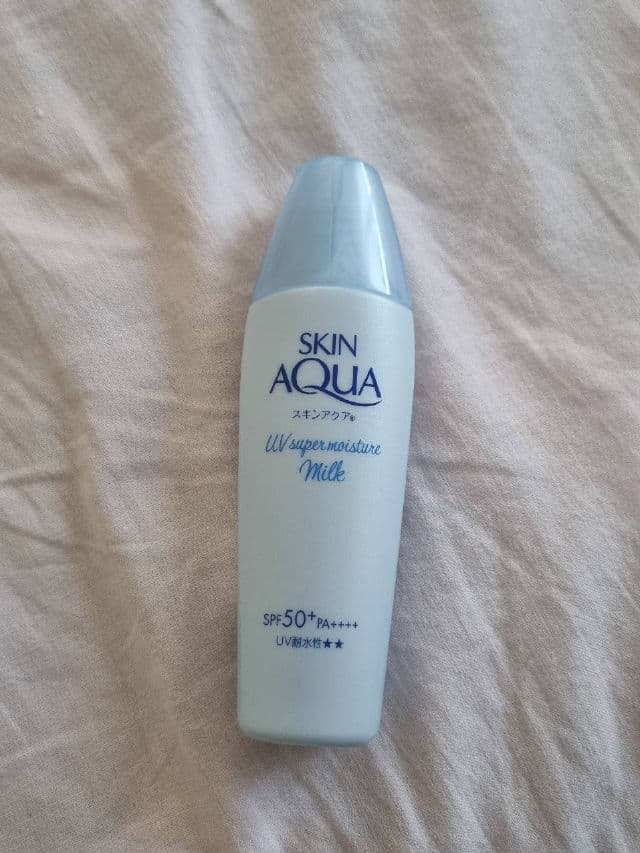 SKIN
AQUA
スキンアクア®
UV super moisture
Milk
SPF50+ PA++++
UV耐水性★★